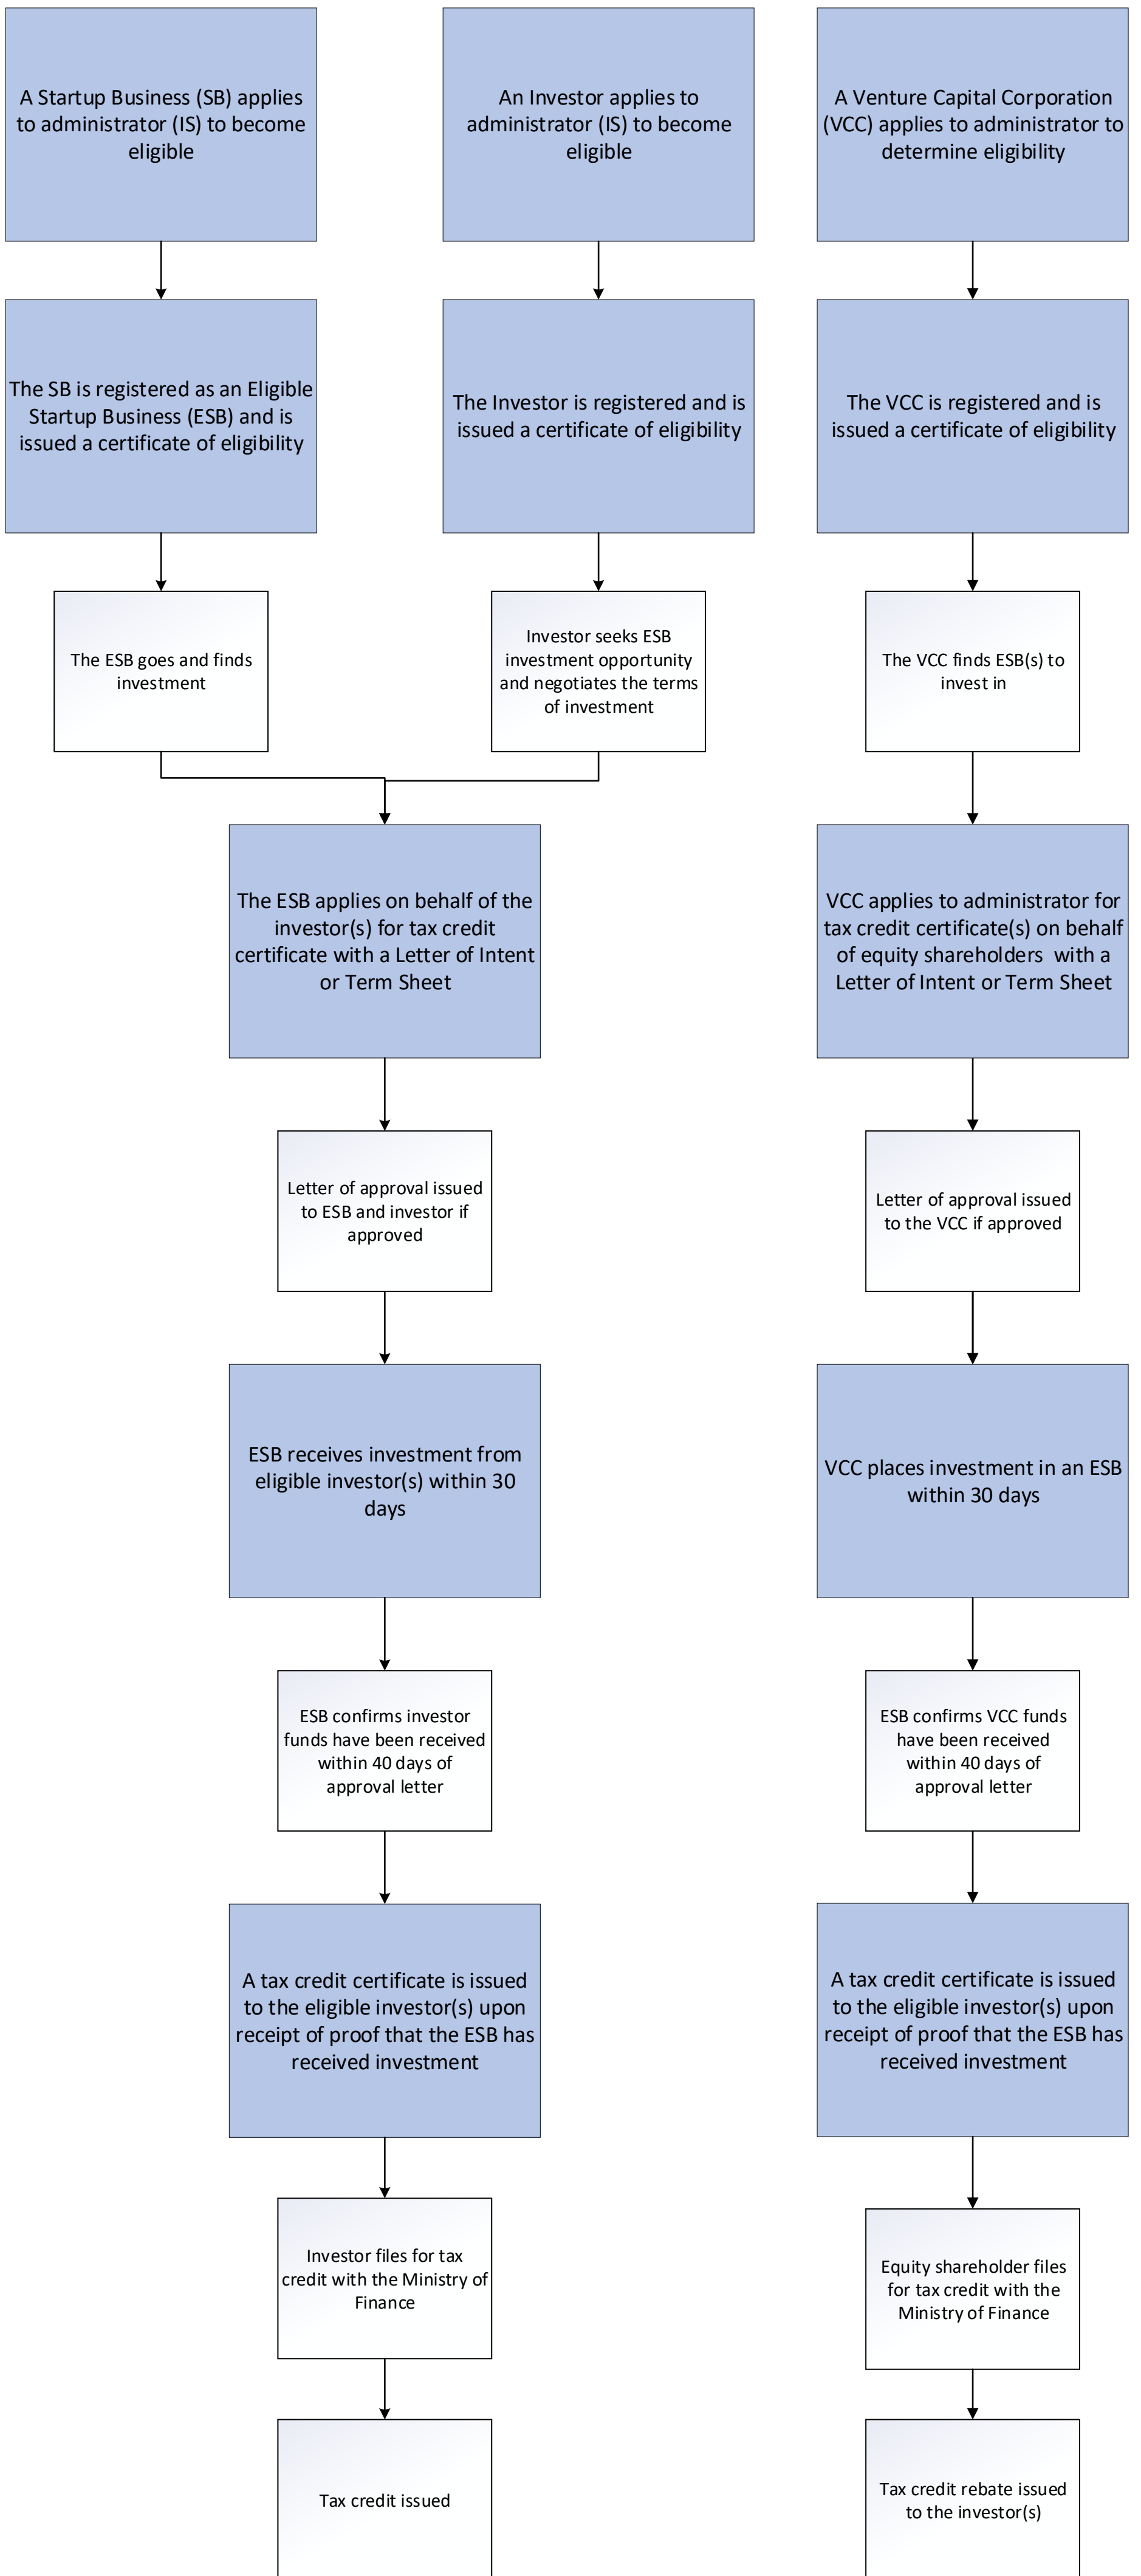 A Startup Business (SB) applies
to administrator (IS) to become
eligible
An Investor applies to
administrator (IS) to become
eligible
A Venture Capital Corporation
(VCC) applies to administrator to
determine eligibility
The SB is registered as an Eligible
Startup Business (ESB) and is
issued a certificate of eligibility
The Investor is registered and is
issued a certificate of eligibility
The VCC is registered and is
issued a certificate of eligibility
The ESB goes and finds
investment
Investor seeks ESB
investment opportunity
and negotiates the terms
of investment
The VCC finds ESB(s) to
invest in
The ESB applies on behalf of the
investor(s) for tax credit
certificate with a Letter of Intent
or Term Sheet
VCC applies to administrator for
tax credit certificate(s) on behalf
of equity shareholders with a
Letter of Intent or Term Sheet
Letter of approval issued
to ESB and investor if
approved
Letter of approval issued
to the VCC if approved
ESB receives investment from
eligible investor(s) within 30
days
VCC places investment in an ESB
within 30 days
ESB confirms investor
funds have been received
within 40 days of
approval letter
ESB confirms VCC funds
have been received
within 40 days of
approval letter
A tax credit certificate is issued
to the eligible investor(s) upon
receipt of proof that the ESB has
received investment
A tax credit certificate is issued
to the eligible investor(s) upon
receipt of proof that the ESB has
received investment
Investor files for tax
credit with the Ministry of
Finance
Equity shareholder files
for tax credit with the
Ministry of Finance
Tax credit issued
Tax credit rebate issued
to the investor(s)